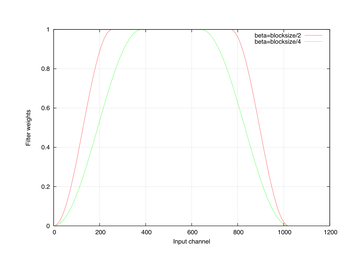 beta=blocksize/2
beta=blocksize/4
1
0.8
0.6
0.4
0.2
0
Filter weights
0 200 400 600 800 1000 1200
Input channel